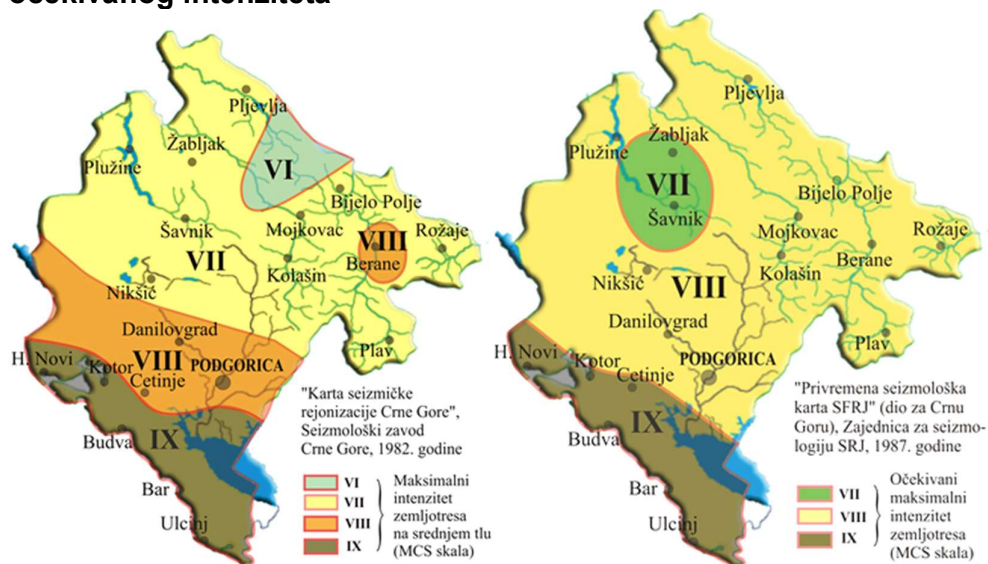 očekivanog intenziteta
Pljevlja
Žabljak
Plužine
VI
Bijelo Polje
Šavnik
Mojkovac
VIII
Rožaje
VII
Berane
Kolašin
Nikšić
Danilovgrad
Plav
H. Novi
Kotor
VIII
PODGORICA
Cetinje
Budva
IX
Bar
Ulcinj
"Karta seizmičke
rejonizacije Crne Gore",
Seizmološki zavod
Crne Gore, 1982. godine
VI
VII
VIII
IX
Maksimalni
intenzitet
zemljotresa
na srednjem tlu
(MCS skala)
Pljevlja
Žabljak
Plužine
VII
Bijelo Polje
Šavnik
Mojkovac
Rožaje
Berane
Kolašin
Nikšić
VIII
Danilovgrad
Plav
H. Novi
Kotor
PODGORICA
Cetinje
Budva
IX
Bar
Ulcinj
"Privremena seizmološka
karta SFRJ" (dio za Crnu
Goru), Zajednica za seizmo-
logiju SRJ, 1987. godine
VII
VIII
IX
Očekivani
maksimalni
intenzitet
zemljotresa
(MCS skala)